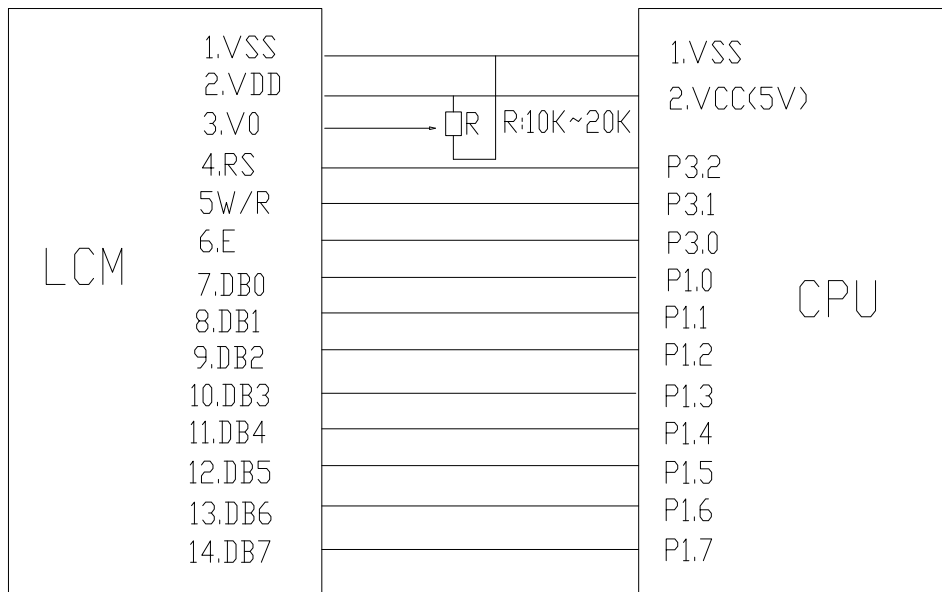 LCM
1.VSS
2.VDD
3.V0
4.RS
5W/R
6.E
7.DB0
8.DB1
9.DB2
10.DB3
11.DB4
12.DB5
13.DB6
14.DB7
R
R:10K~20K
1.VSS
2.VCC(5V)
P3.2
P3.1
P3.0
P1.0
P1.1
P1.2
P1.3
P1.4
P1.5
P1.6
P1.7
CPU